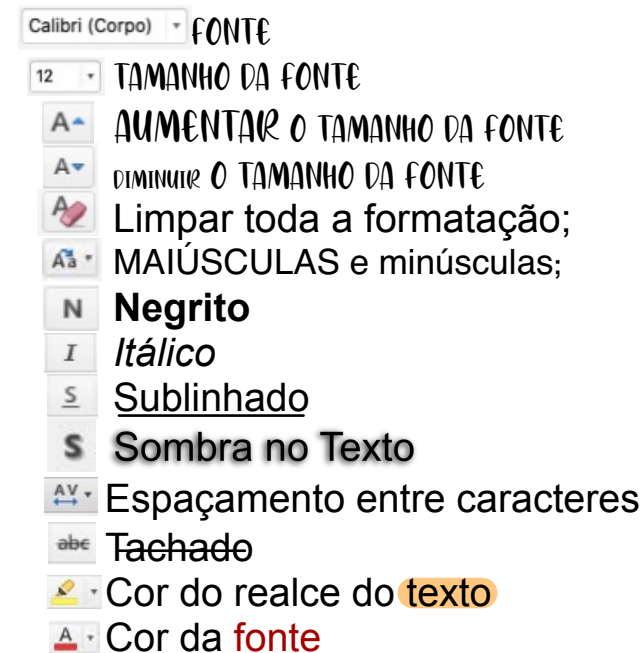 Calibri (Corpo) FONTE
12 TAMANHO DA FONTE
A AUMENTAR O TAMANHO DA FONTE
A DIMINUIR O TAMANHO DA FONTE
A Limpar toda a formatação;
Aa MAIÚSCULAS e minúsculas;
N Negrito
I Itálico
S Sublinhado
S Sombra no Texto
AV Espaçamento entre caracteres
abc Tachado
Cor do realce do texto
A Cor da fonte